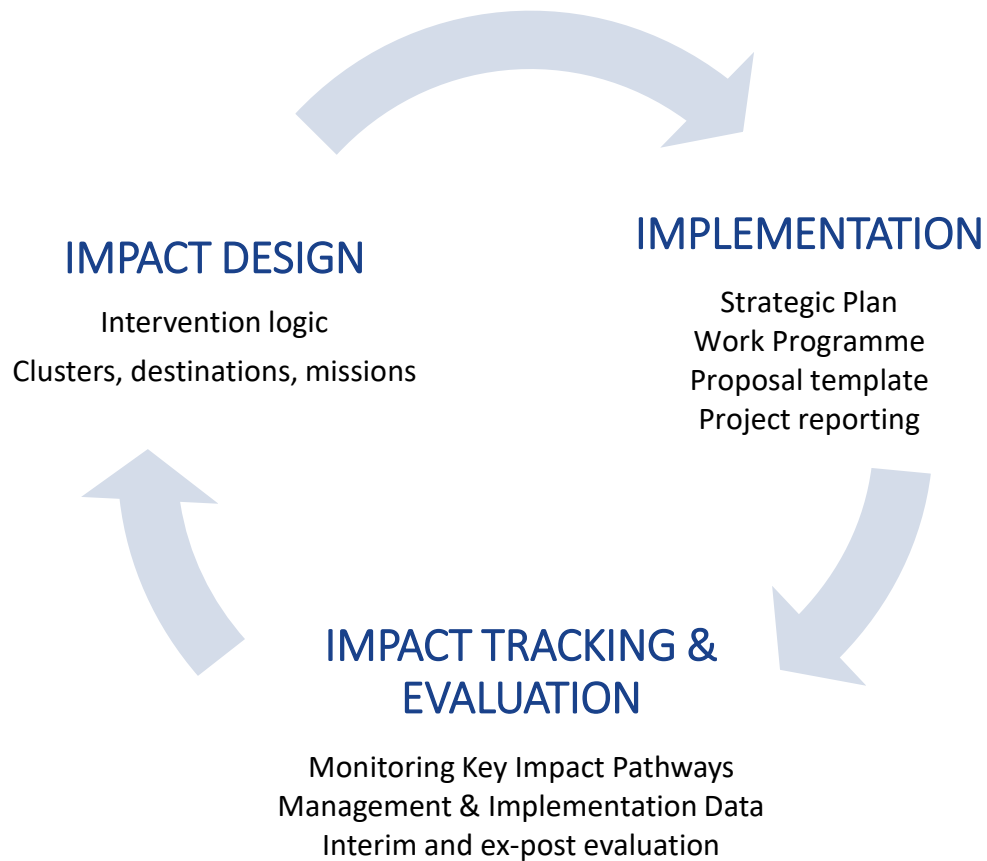 IMPACT DESIGN
Intervention logic
Clusters, destinations, missions
IMPLEMENTATION
Strategic Plan
Work Programme
Proposal template
Project reporting
IMPACT TRACKING &
EVALUATION
Monitoring Key Impact Pathways
Management & Implementation Data
Interim and ex-post evaluation